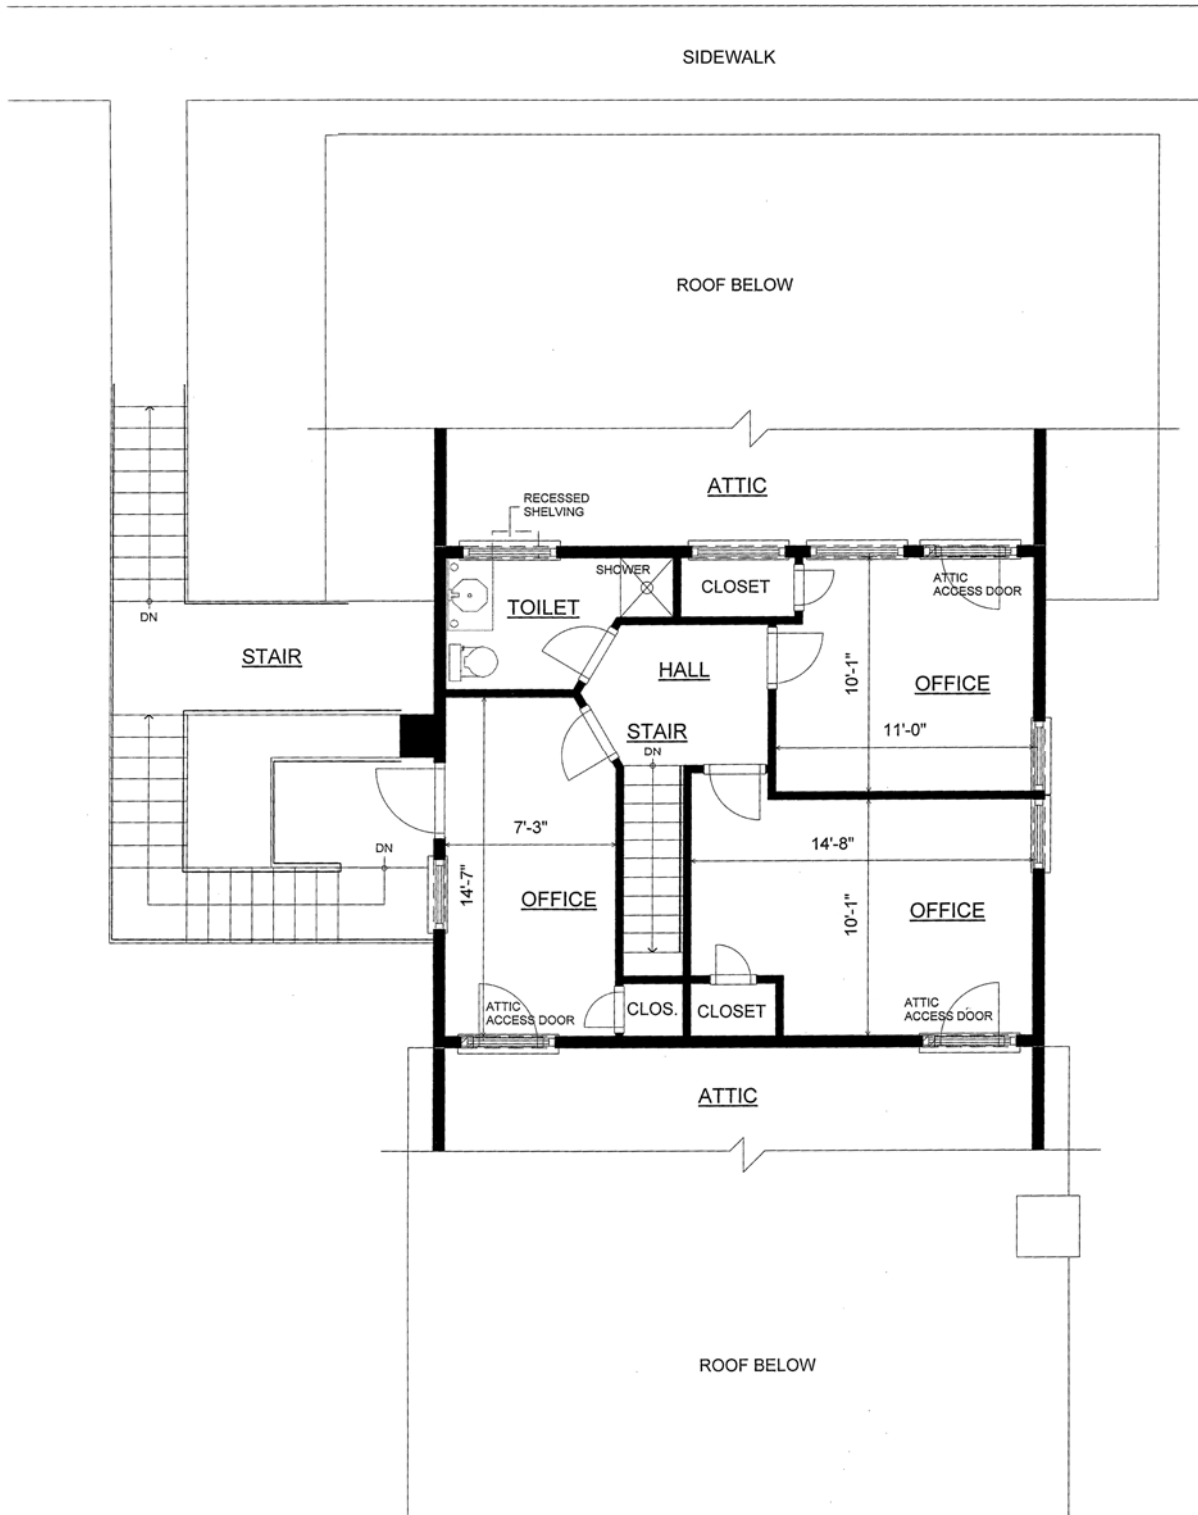 SIDEWALK
ROOF BELOW
ATTIC
RECESSED
SHELVING
SHOWER
CLOSET
ATTIC
ACCESS DOOR
TOILET
DN
STAIR
HALL
10'-1"
OFFICE
STAIR
DN
11'-0"
7'-3"
14'-8"
DN
14'-7"
OFFICE
10'-1"
OFFICE
ATTIC
ACCESS DOOR
CLOS.
CLOSET
ATTIC
ACCESS DOOR
ATTIC
ROOF BELOW